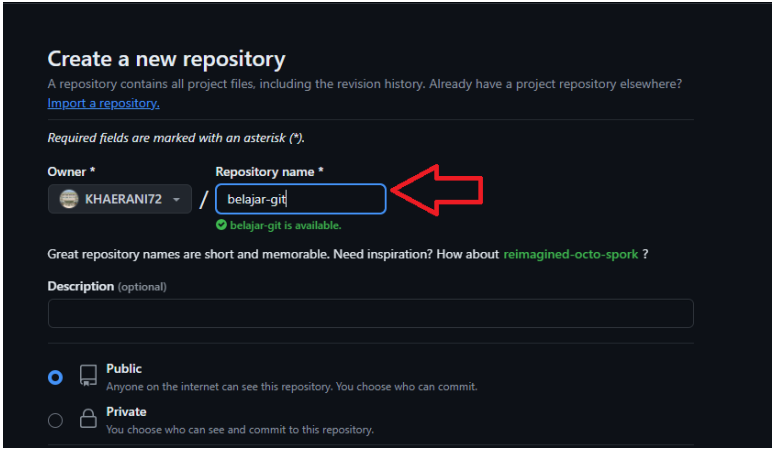 Create a new repository
A repository contains all project files, including the revision history. Already have a project repository elsewhere?
Import a repository.
Required fields are marked with an asterisk (*).
Owner *
Repository name *
KHAERANI72
/
belajar-git
belajar-git is available.
Great repository names are short and memorable. Need inspiration? How about reimagined-octo-spork ?
Description (optional)
Public
Anyone on the internet can see this repository. You choose who can commit.
Private
You choose who can see and commit to this repository.